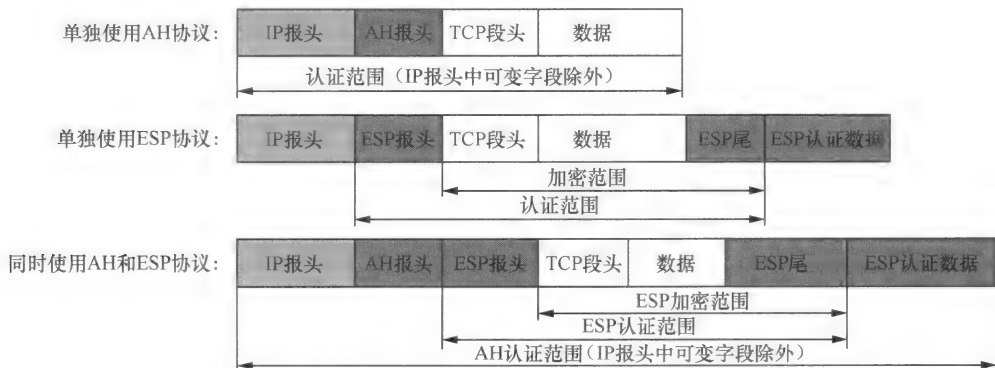 单独使用AH协议： IP报头 AH报头 TCP段头 数据
认证范围（IP报头中可变字段除外）
单独使用ESP协议： IP报头 ESP报头 TCP段头 数据 ESP尾 ESP认证数据
加密范围
认证范围
同时使用AH和ESP协议： IP报头 AH报头 ESP报头 TCP段头 数据 ESP尾 ESP认证数据
ESP加密范围
ESP认证范围
AH认证范围（IP报头中可变字段除外）